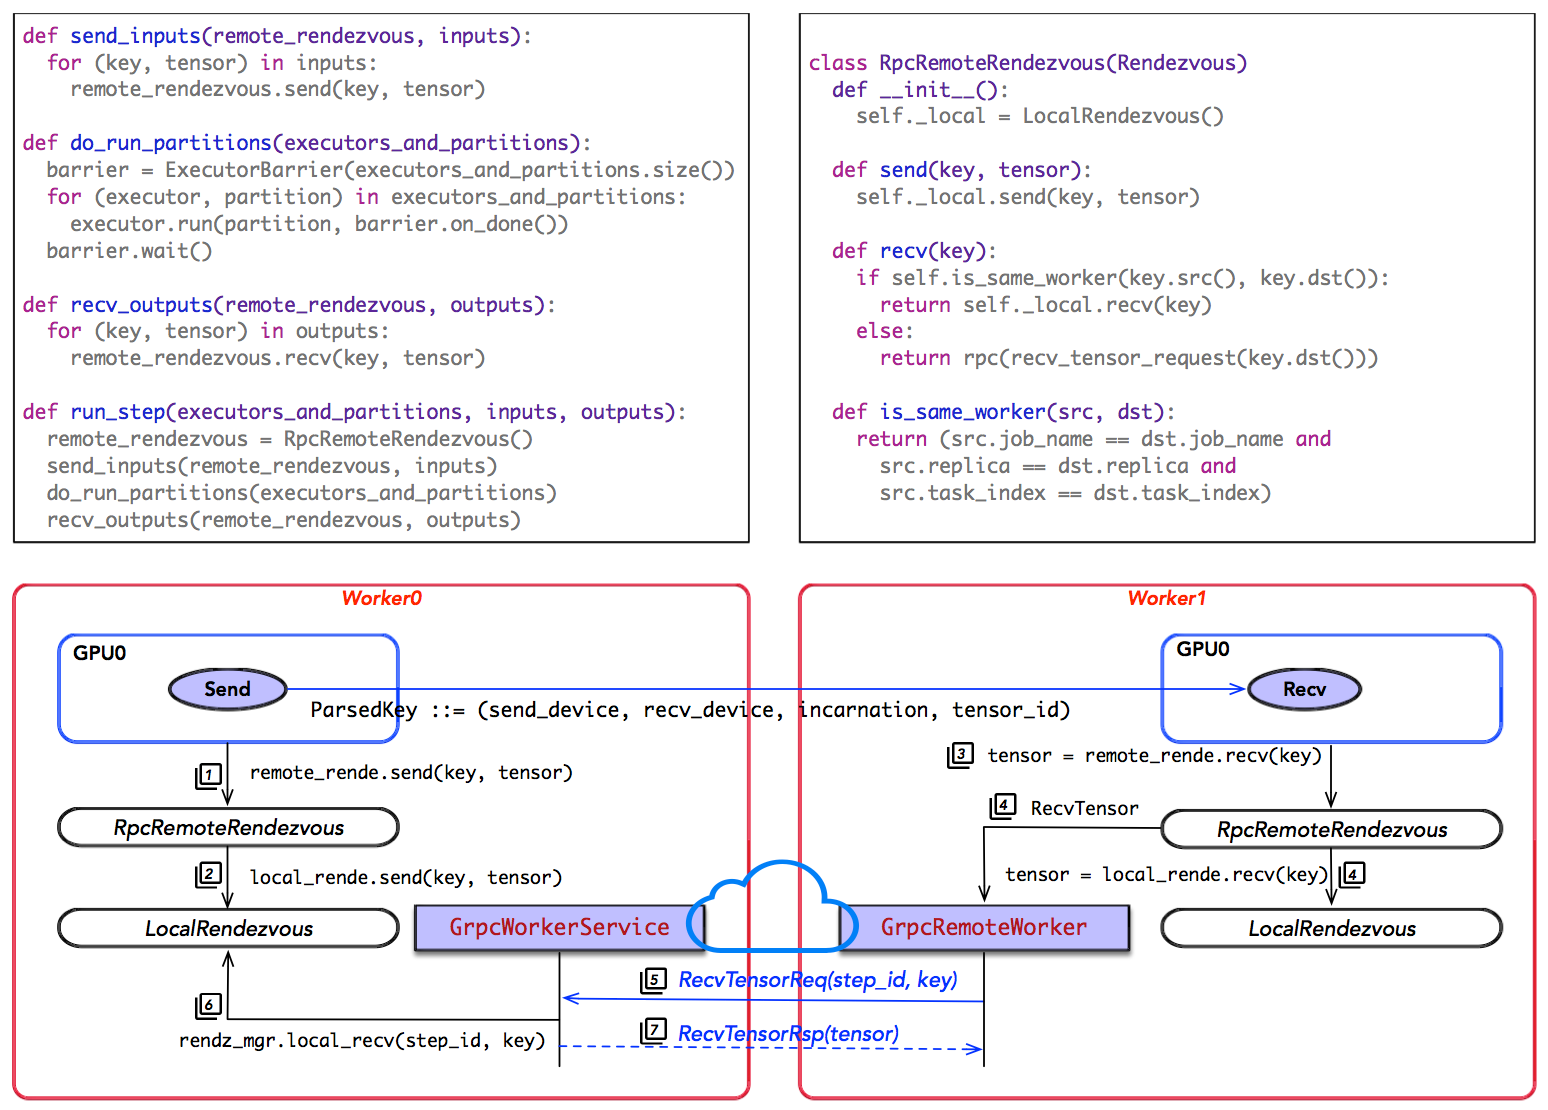 def send_inputs(remote_rendezvous, inputs):
  for (key, tensor) in inputs:
    remote_rendezvous.send(key, tensor)

def do_run_partitions(executors_and_partitions):
  barrier = ExecutorBarrier(executors_and_partitions.size())
  for (executor, partition) in executors_and_partitions:
    executor.run(partition, barrier.on_done())
  barrier.wait()

def recv_outputs(remote_rendezvous, outputs):
  for (key, tensor) in outputs:
    remote_rendezvous.recv(key, tensor)

def run_step(executors_and_partitions, inputs, outputs):
  remote_rendezvous = RpcRemoteRendezvous()
  send_inputs(remote_rendezvous, inputs)
  do_run_partitions(executors_and_partitions)
  recv_outputs(remote_rendezvous, outputs)

class RpcRemoteRendezvous(Rendezvous)
  def __init__():
    self._local = LocalRendezvous()

  def send(key, tensor):
    self._local.send(key, tensor)

  def recv(key):
    if self.is_same_worker(key.src(), key.dst()):
      return self._local.recv(key)
    else:
      return rpc(recv_tensor_request(key.dst()))

  def is_same_worker(src, dst):
    return (src.job_name == dst.job_name and
      src.replica == dst.replica and
      src.task_index == dst.task_index)

Worker0
Worker1
GPU0
GPU0
Send
Recv
ParsedKey ::= (send_device, recv_device, incarnation, tensor_id)
1 remote_rende.send(key, tensor)
3 tensor = remote_rende.recv(key)
4 RecvTensor
RpcRemoteRendezvous
RpcRemoteRendezvous
2 local_rende.send(key, tensor)
tensor = local_rende.recv(key) 4
LocalRendezvous
GrpcWorkerService
GrpcRemoteWorker
LocalRendezvous
5 RecvTensorReq(step_id, key)
6
rendz_mgr.local_recv(step_id, key)
7 RecvTensorRsp(tensor)